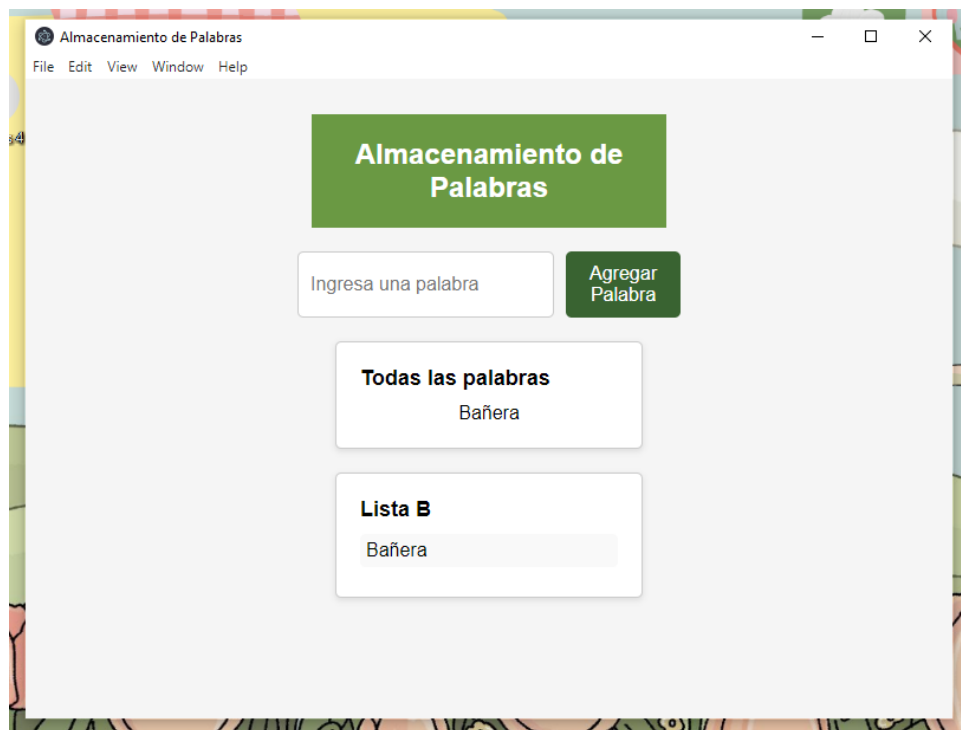 Almacenamiento de Palabras
File Edit View Window Help
Almacenamiento de
Palabras
Ingresa una palabra
Agregar
Palabra
Todas las palabras
Bañera
Lista B
Bañera